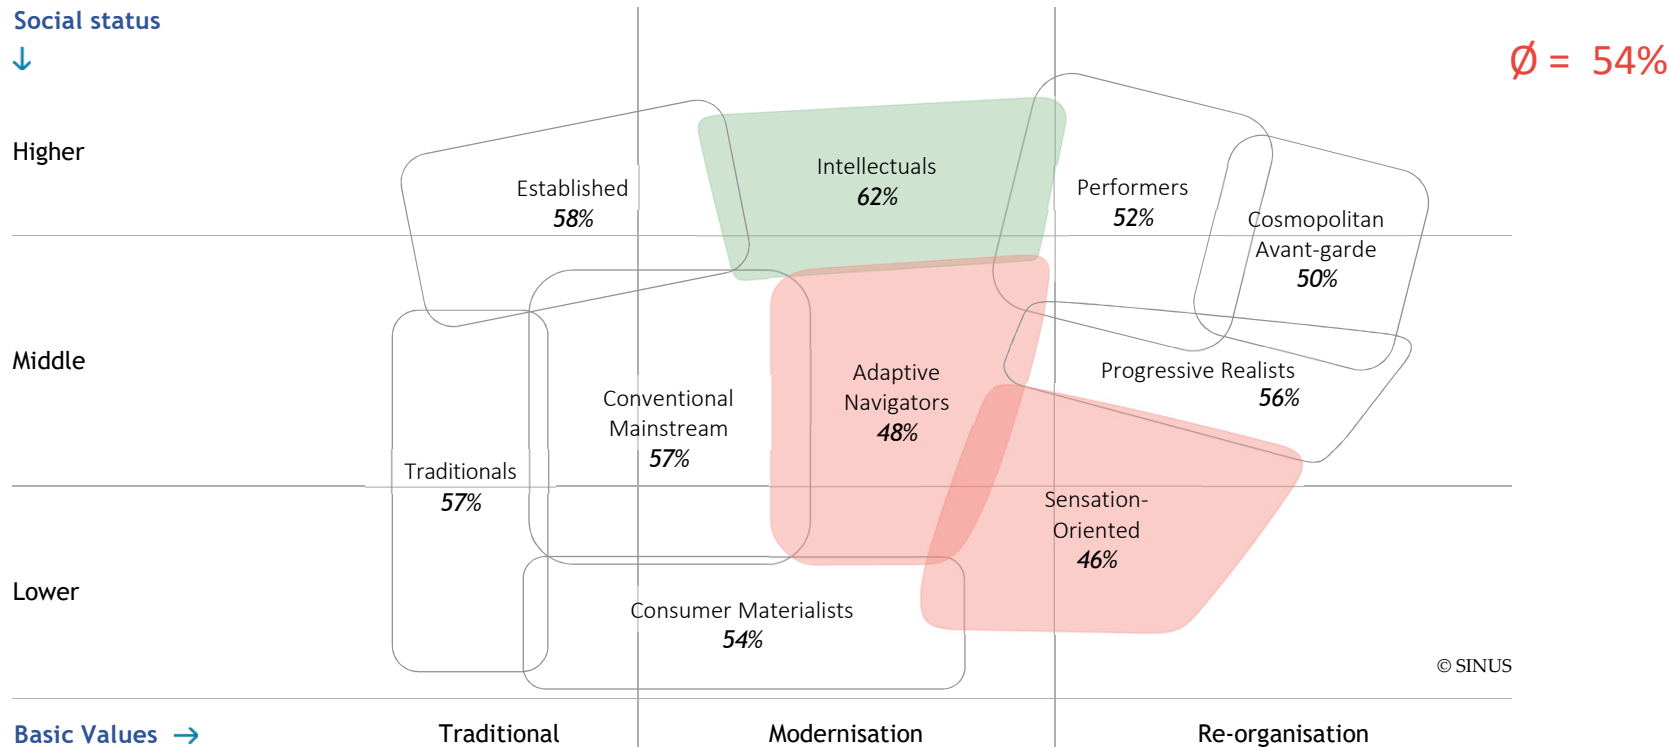 Social status
↓
Ø = 54%
Higher
Established
58%
Intellectuals
62%
Performers
52%
Cosmopolitan
Avant-garde
50%
Middle
Traditionals
57%
Conventional
Mainstream
57%
Adaptive
Navigators
48%
Progressive Realists
56%
Sensation-
Oriented
46%
Lower
Consumer Materialists
54%
© SINUS
Basic Values →
Traditional
Modernisation
Re-organisation